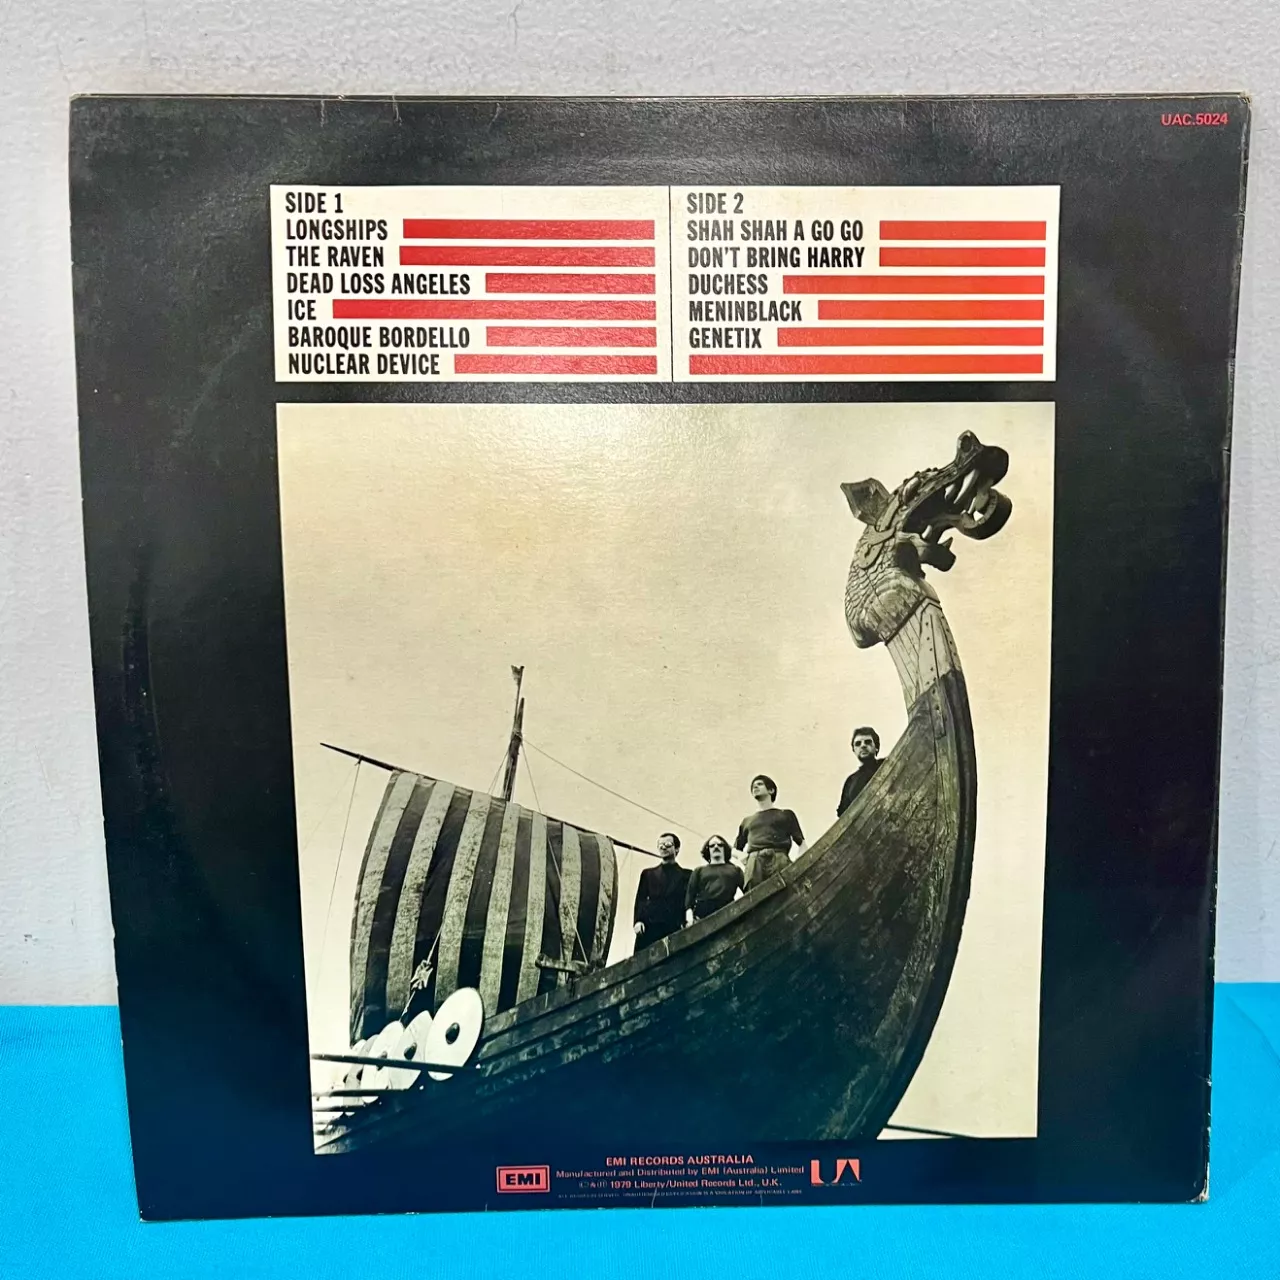 UAC.5024
SIDE 1
LONGSHIPS
THE RAVEN
DEAD LOSS ANGELES
ICE
BAROQUE BORDELLO
NUCLEAR DEVICE
SIDE 2
SHAH SHAH A GO GO
DON'T BRING HARRY
DUCHESS
MENINBLACK
GENETIX
EMI RECORDS AUSTRALIA
EMI
Manufactured and Distributed by EMI (Australia) Limited
1979 Liberty/United Records Ltd., U.K.
UA